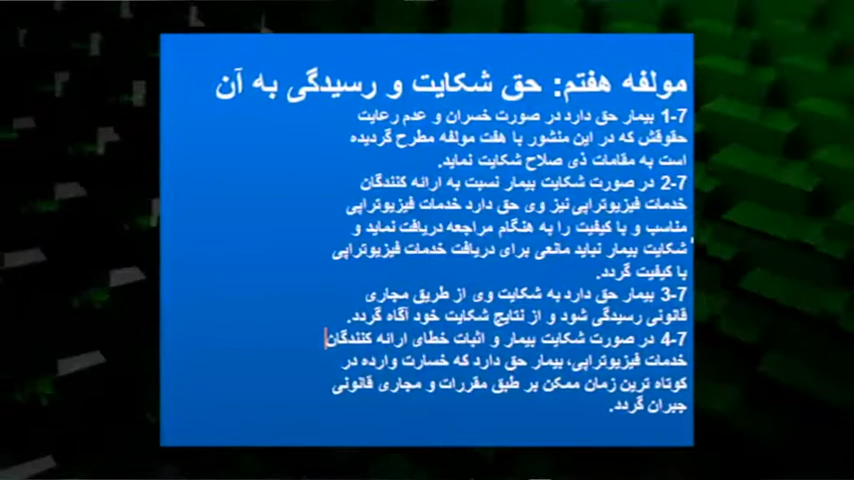 مولفه هفتم: حق شکایت و رسیدگی به آن
7-1 بیمار حق دارد در صورت خسران و عدم رعایت
حقوقش که در این منشور با هفت مولفه مطرح گردیده
است به مقامات ذی صلاح شکایت نماید.
7-2 در صورت شکایت بیمار نسبت به ارائه کنندگان
خدمات فیزیوتراپی نیز وی حق دارد خدمات فیزیوتراپی
مناسب و با کیفیت را به هنگام مراجعه دریافت نماید و
شکایت بیمار نباید مانعی برای دریافت خدمات فیزیوتراپی
با کیفیت گردد.
7-3 بیمار حق دارد به شکایت وی از طریق مجاری
قانونی رسیدگی شود و از نتایج شکایت خود آگاه گردد.
7-4 در صورت شکایت بیمار و اثبات خطای ارائه کنندگان
خدمات فیزیوتراپی، بیمار حق دارد که خسارت وارده در
کوتاه ترین زمان ممکن بر طبق مقررات و مجاری قانونی
جبران گردد.